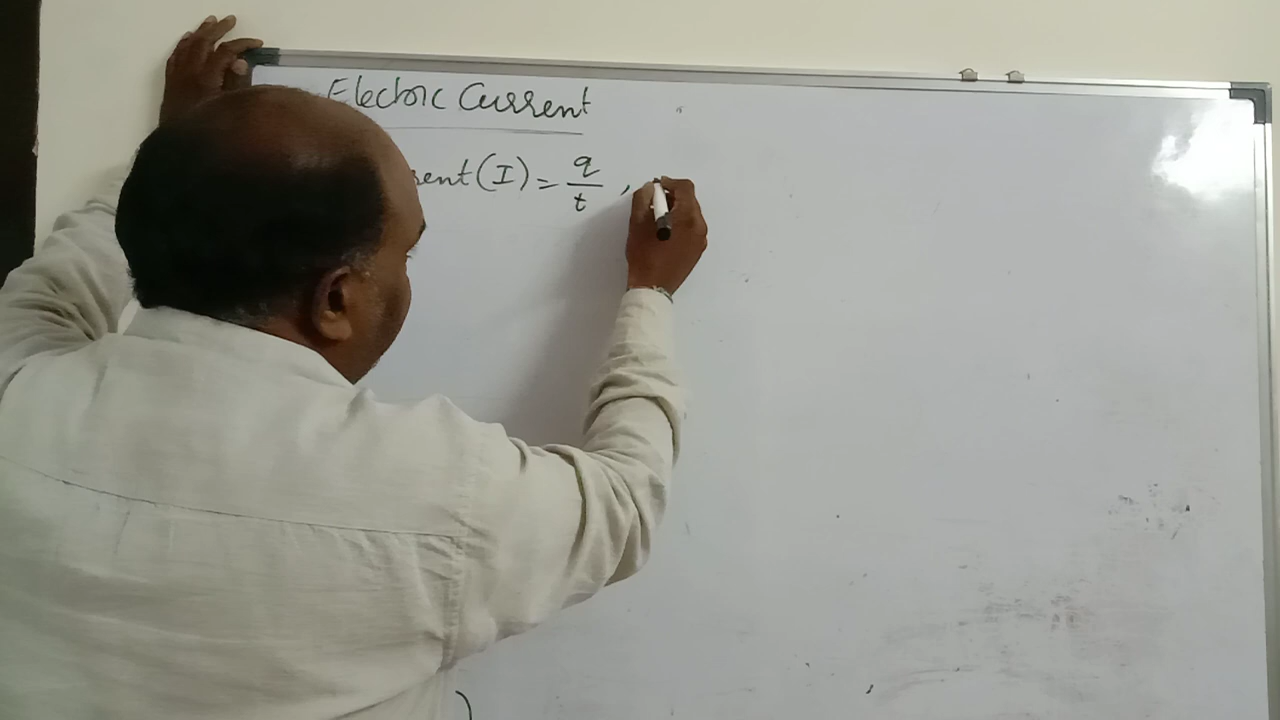 Electric Current
rent (I) = q/t ,